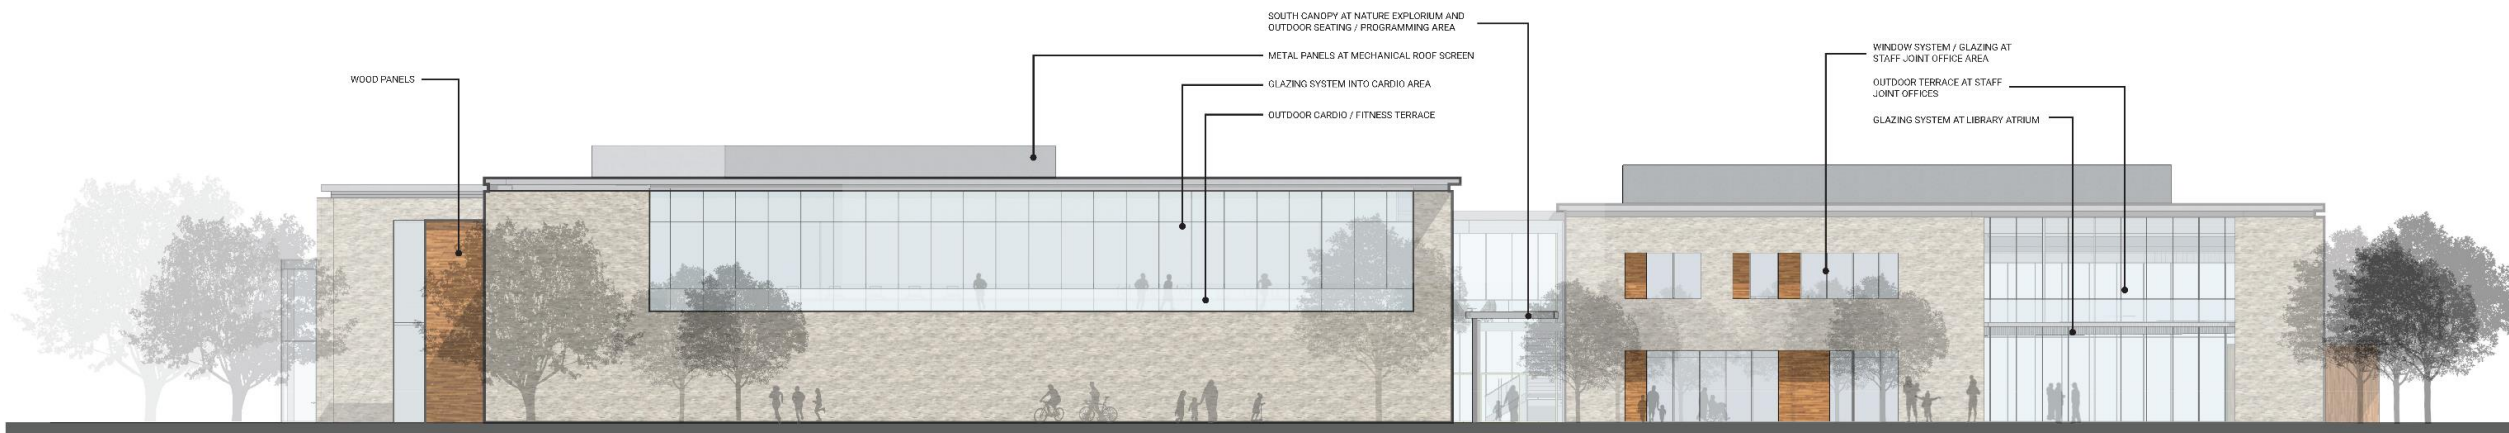 WOOD PANELS
SOUTH CANOPY AT NATURE EXPLORIUM AND
OUTDOOR SEATING / PROGRAMMING AREA
METAL PANELS AT MECHANICAL ROOF SCREEN
GLAZING SYSTEM INTO CARDIO AREA
OUTDOOR CARDIO / FITNESS TERRACE
WINDOW SYSTEM / GLAZING AT
STAFF JOINT OFFICE AREA
OUTDOOR TERRACE AT STAFF
JOINT OFFICES
GLAZING SYSTEM AT LIBRARY ATRIUM